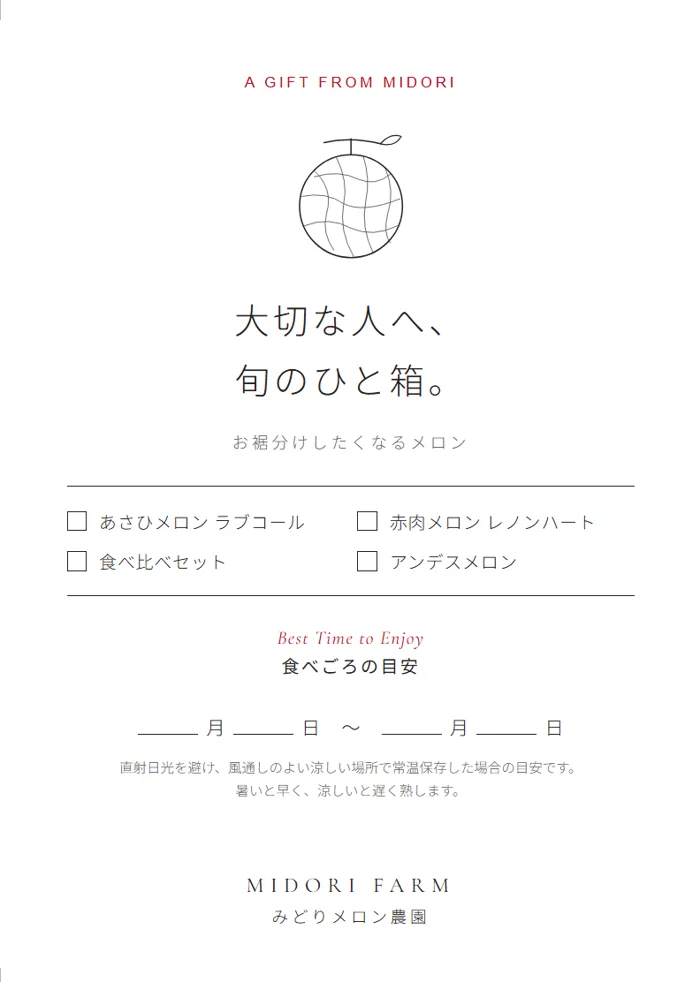 A GIFT FROM MIDORI
大切な人へ、
旬のひと箱。
お裾分けしたくなるメロン
あさひメロン ラブコール
赤肉メロン レノンハート
食べ比べセット
アンデスメロン
Best Time to Enjoy
食べごろの目安
月 日 〜 月 日
直射日光を避け、風通しのよい涼しい場所で常温保存した場合の目安です。
暑いと早く、涼しいと遅く熟します。
MIDORI FARM
みどりメロン農園